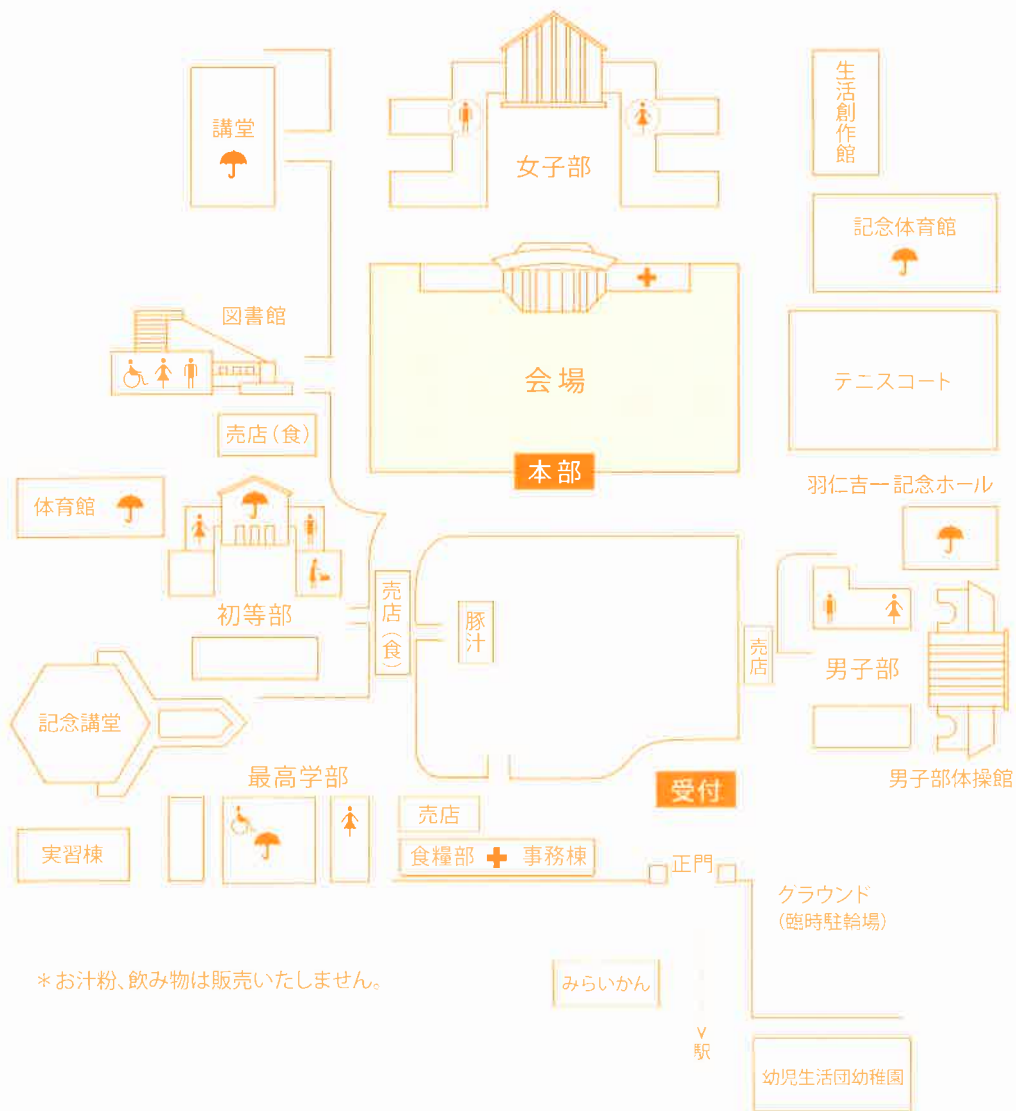 講堂
女子部
生活創作館
記念体育館
図書館
会場
テニスコート
売店(食)
本部
体育館
羽仁吉一記念ホール
初等部
売店(食)
豚汁
売店
男子部
記念講堂
最高学部
受付
男子部体操館
売店
実習棟
食糧部
事務棟
正門
グラウンド
(臨時駐輪場)
*お汁粉、飲み物は販売いたしません。
みらいかん
駅
幼児生活団幼稚園